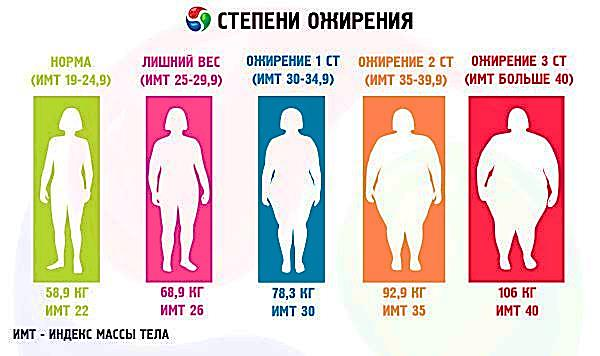 СТЕПЕНИ ОЖИРЕНИЯ
НОРМА
(ИМТ 19-24,9)
ЛИШНИЙ ВЕС
(ИМТ 25-29,9)
ОЖИРЕНИЕ 1 СТ
(ИМТ 30-34,9)
ОЖИРЕНИЕ 2 СТ
(ИМТ 35-39,9)
ОЖИРЕНИЕ 3 СТ
(ИМТ БОЛЬШЕ 40)
58,9 КГ
ИМТ 22
68,9 КГ
ИМТ 26
78,3 КГ
ИМТ 30
92,9 КГ
ИМТ 35
106 КГ
ИМТ 40
ИМТ - ИНДЕКС МАССЫ ТЕЛА